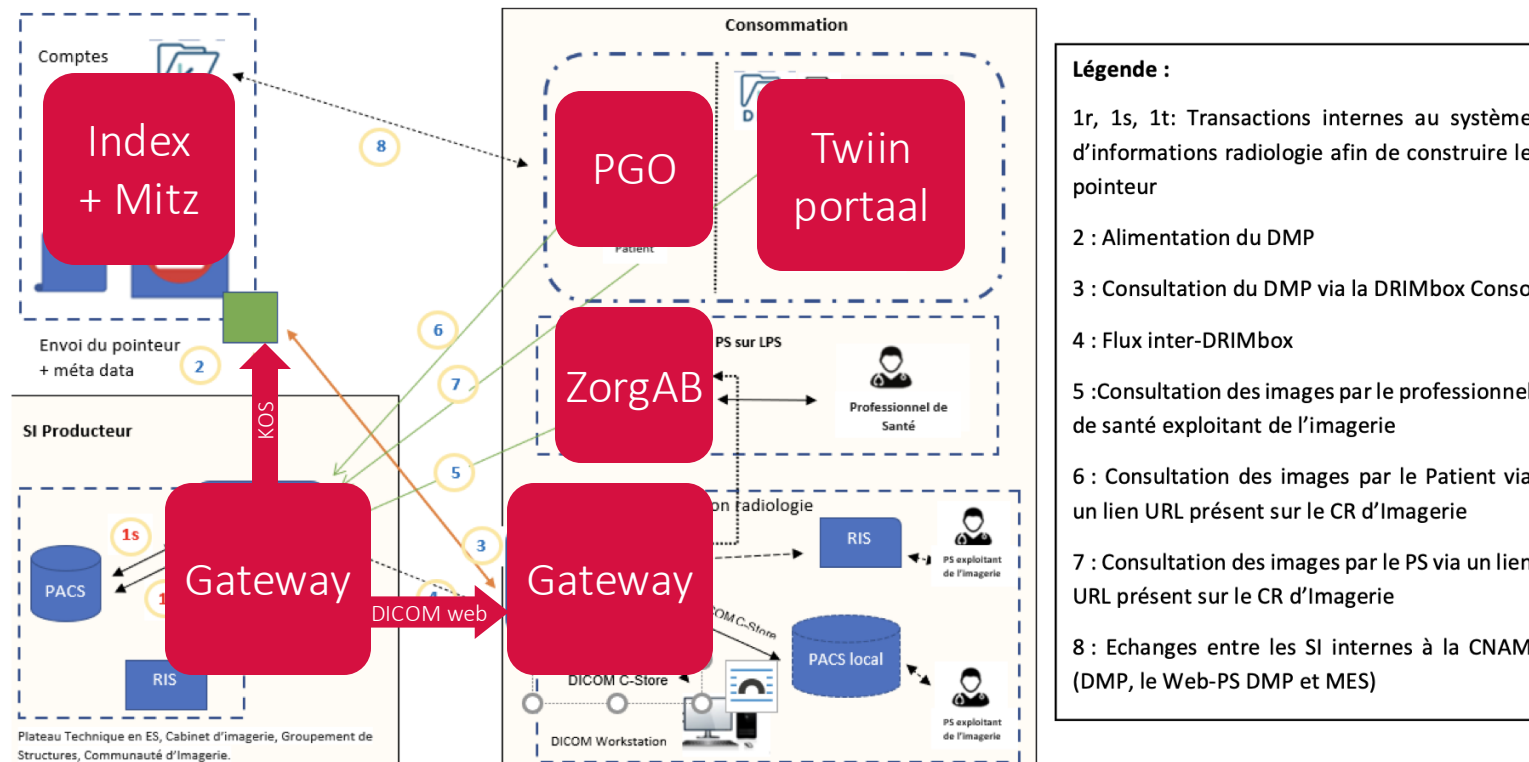 Consommation
Comptes
Index
+ Mitz
8
PGO
Patient
D
Twiin
portaal
Envoi du pointeur
+ méta data
2
6
7
5
3
PS sur LPS
ZorgAB
Professionnel de
Santé
SI Producteur
KOS
1s
1
PACS
Gateway
RIS
DICOM web
4
Gateway
on radiologie
RIS
PS exploitant
de l'imagerie
OM C-Store
PACS local
PS exploitant
de l'imagerie
DICOM C-Store
DICOM Workstation
Plateau Technique en ES, Cabinet d'imagerie, Groupement de
Structures, Communauté d'Imagerie.
Légende :
1r, 1s, 1t: Transactions internes au système
d'informations radiologie afin de construire le
pointeur
2 : Alimentation du DMP
3 : Consultation du DMP via la DRIMbox Conso
4 : Flux inter-DRIMbox
5 :Consultation des images par le professionnel
de santé exploitant de l'imagerie
6 : Consultation des images par le Patient via
un lien URL présent sur le CR d'Imagerie
7 : Consultation des images par le PS via un lien
URL présent sur le CR d'Imagerie
8 : Echanges entre les SI internes à la CNAM
(DMP, le Web-PS DMP et MES)